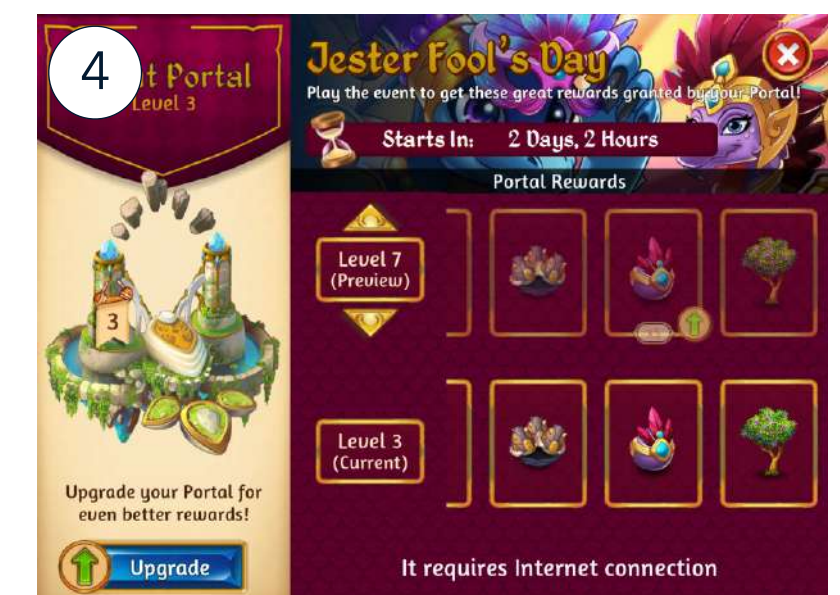 4
t Portal
Level 3
Jester Fool's Day
Play the event to get these great rewards granted by your Portal!
Starts In: 2 Days, 2 Hours
Portal Rewards
Level 7
(Preview)
3
Level 3
(Current)
Upgrade your Portal for
even better rewards!
Upgrade
It requires Internet connection